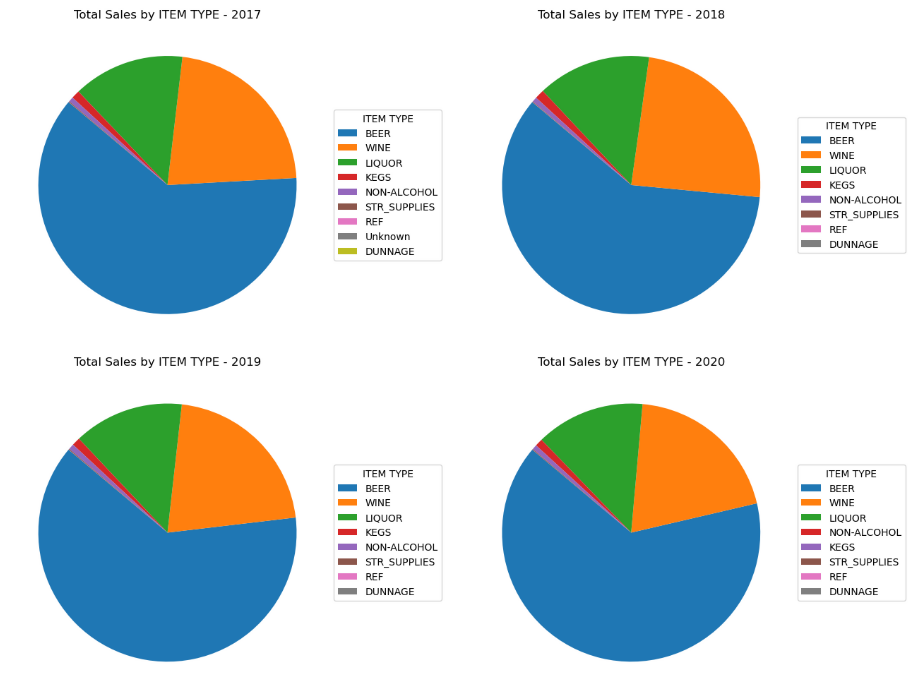 Total Sales by ITEM TYPE - 2017
ITEM TYPE
BEER
WINE
LIQUOR
KEGS
NON-ALCOHOL
STR_SUPPLIES
REF
Unknown
DUNNAGE
Total Sales by ITEM TYPE - 2018
ITEM TYPE
BEER
WINE
LIQUOR
KEGS
NON-ALCOHOL
STR_SUPPLIES
REF
DUNNAGE
Total Sales by ITEM TYPE - 2019
ITEM TYPE
BEER
WINE
LIQUOR
KEGS
NON-ALCOHOL
STR_SUPPLIES
REF
DUNNAGE
Total Sales by ITEM TYPE - 2020
ITEM TYPE
BEER
WINE
LIQUOR
NON-ALCOHOL
KEGS
STR_SUPPLIES
REF
DUNNAGE